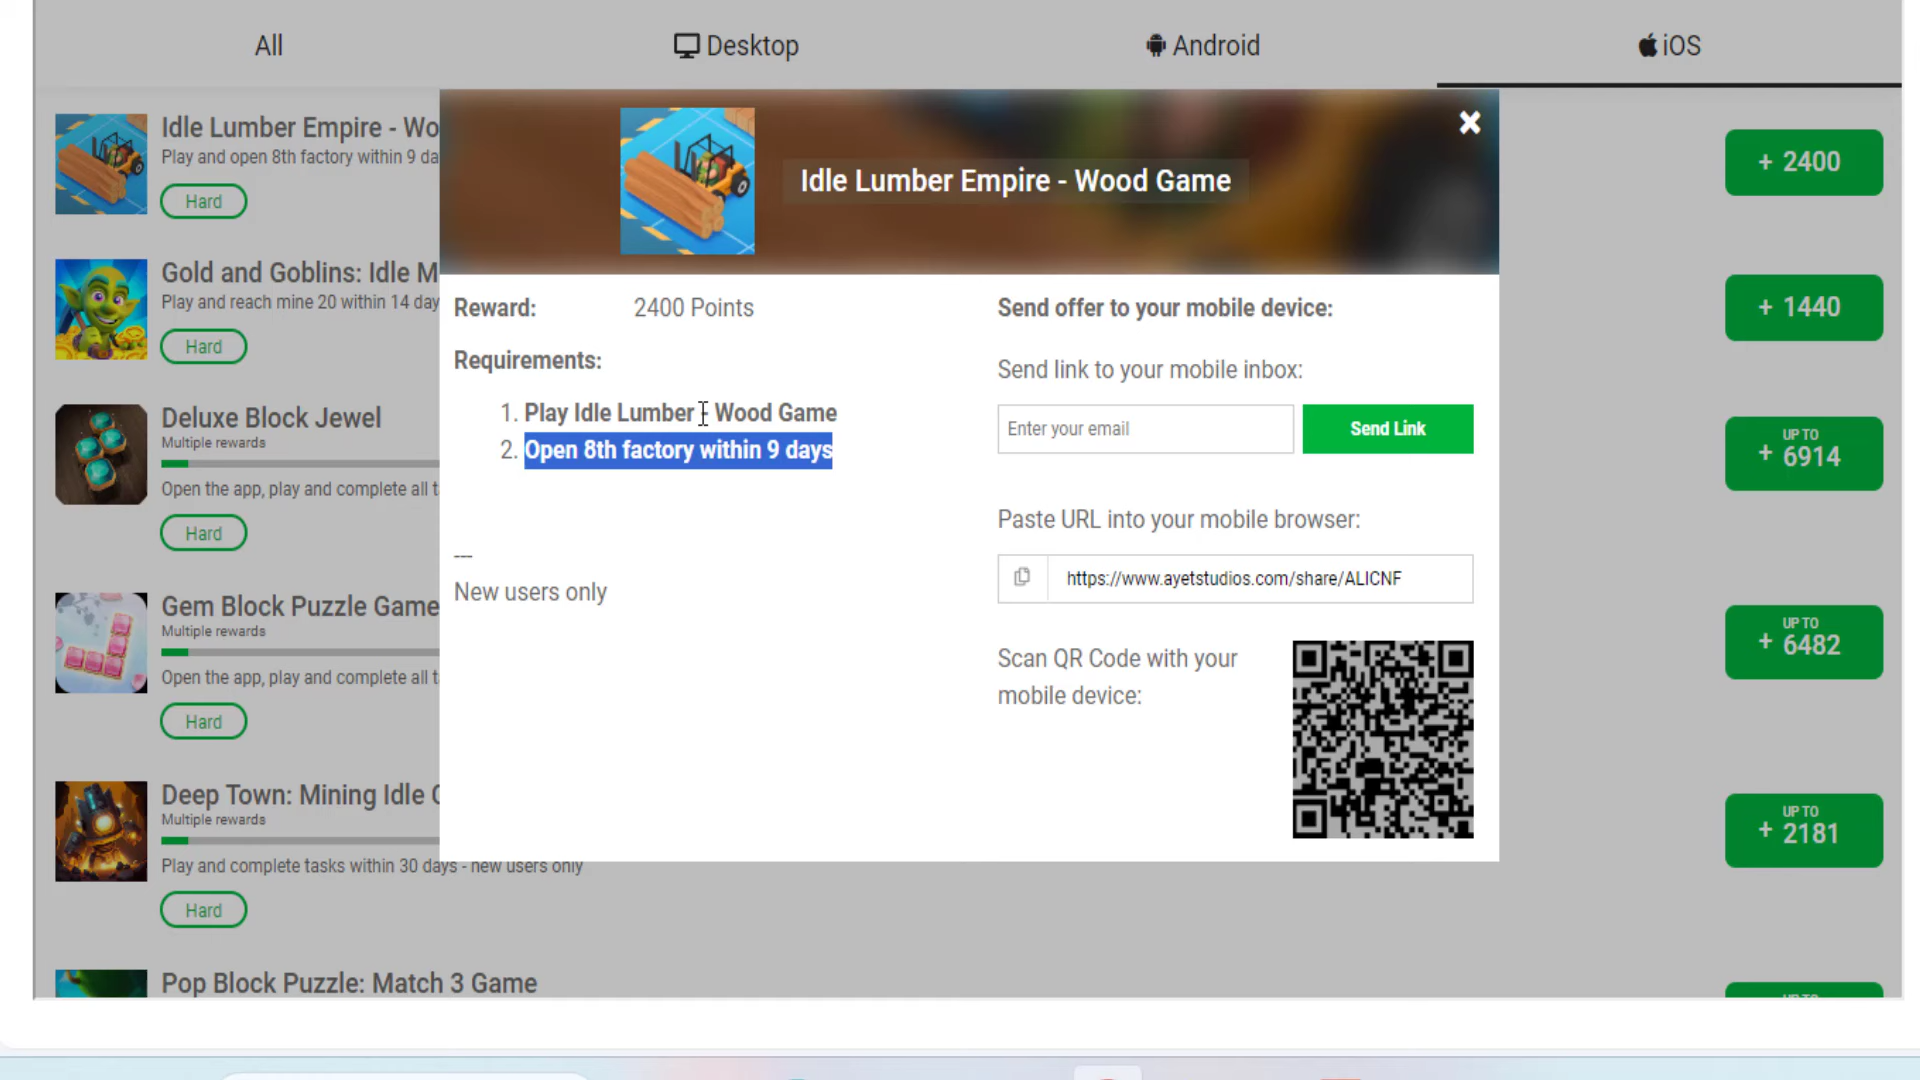 All
Desktop
Android
iOS
Idle Lumber Empire - Wo
Play and open 8th factory within 9 da
Hard
+ 2400
Gold and Goblins: Idle M
Play and reach mine 20 within 14 day
Hard
+ 1440
Deluxe Block Jewel
Multiple rewards
Open the app, play and complete all t
Hard
UP TO
+ 6914
Gem Block Puzzle Game
Multiple rewards
Open the app, play and complete all t
Hard
UP TO
+ 6482
Deep Town: Mining Idle
Multiple rewards
Play and complete tasks within 30 days - new users only
Hard
UP TO
+ 2181
Pop Block Puzzle: Match 3 Game
Idle Lumber Empire - Wood Game
Reward: 2400 Points
Requirements:
1. Play Idle Lumber - Wood Game
2. Open 8th factory within 9 days
---
New users only
Send offer to your mobile device:
Send link to your mobile inbox:
Enter your email
Send Link
Paste URL into your mobile browser:
https://www.ayetstudios.com/share/ALICNF
Scan QR Code with your
mobile device: